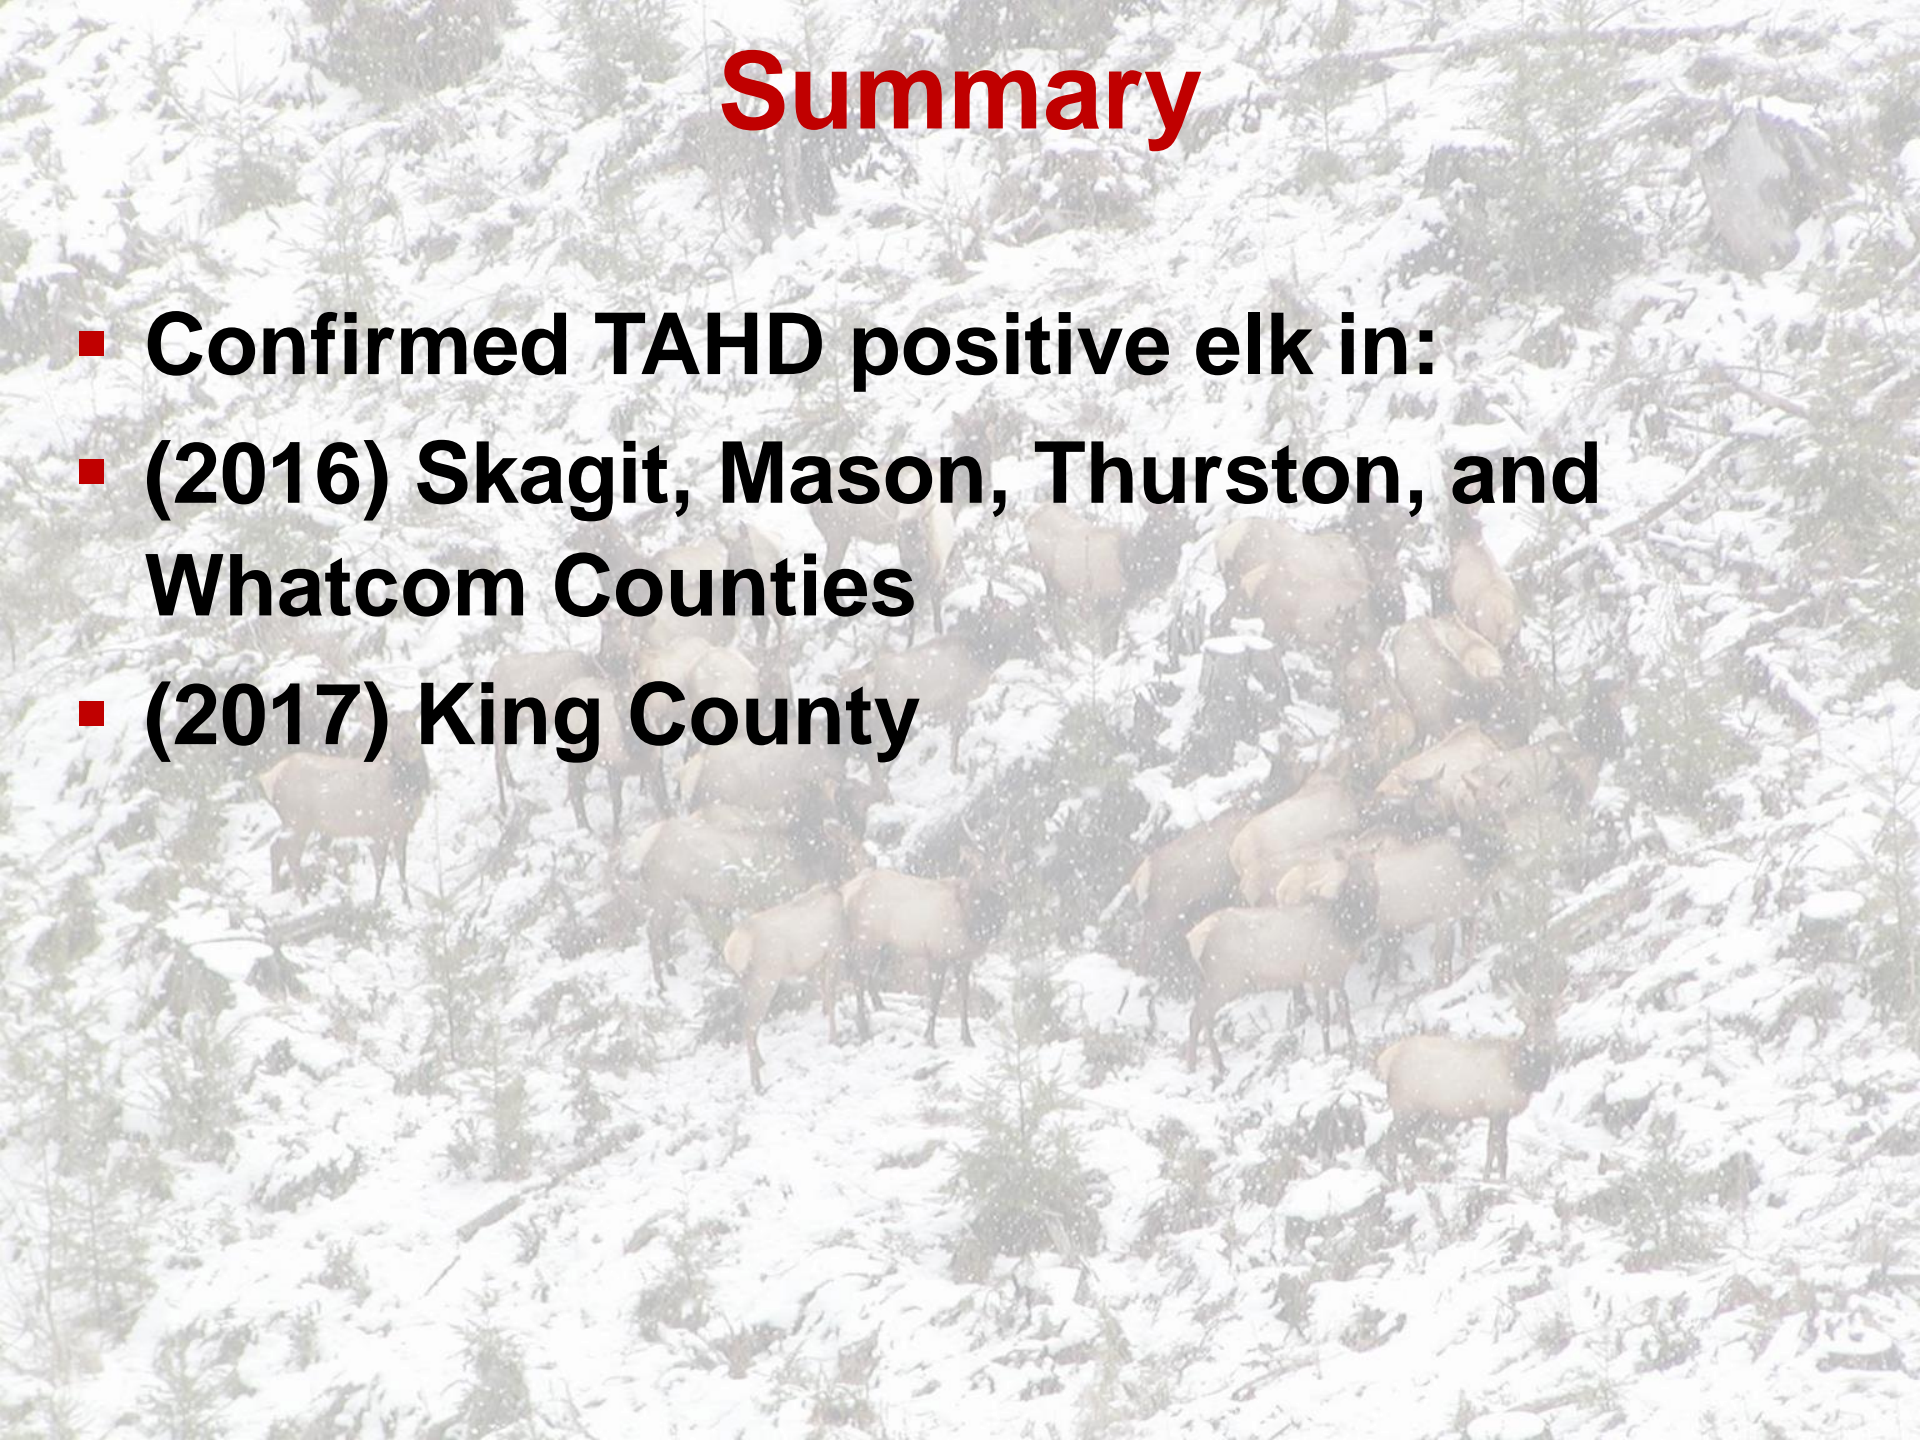 Summary
▪ Confirmed TAHD positive elk in:
▪ (2016) Skagit, Mason, Thurston, and
Whatcom Counties
▪ (2017) King County